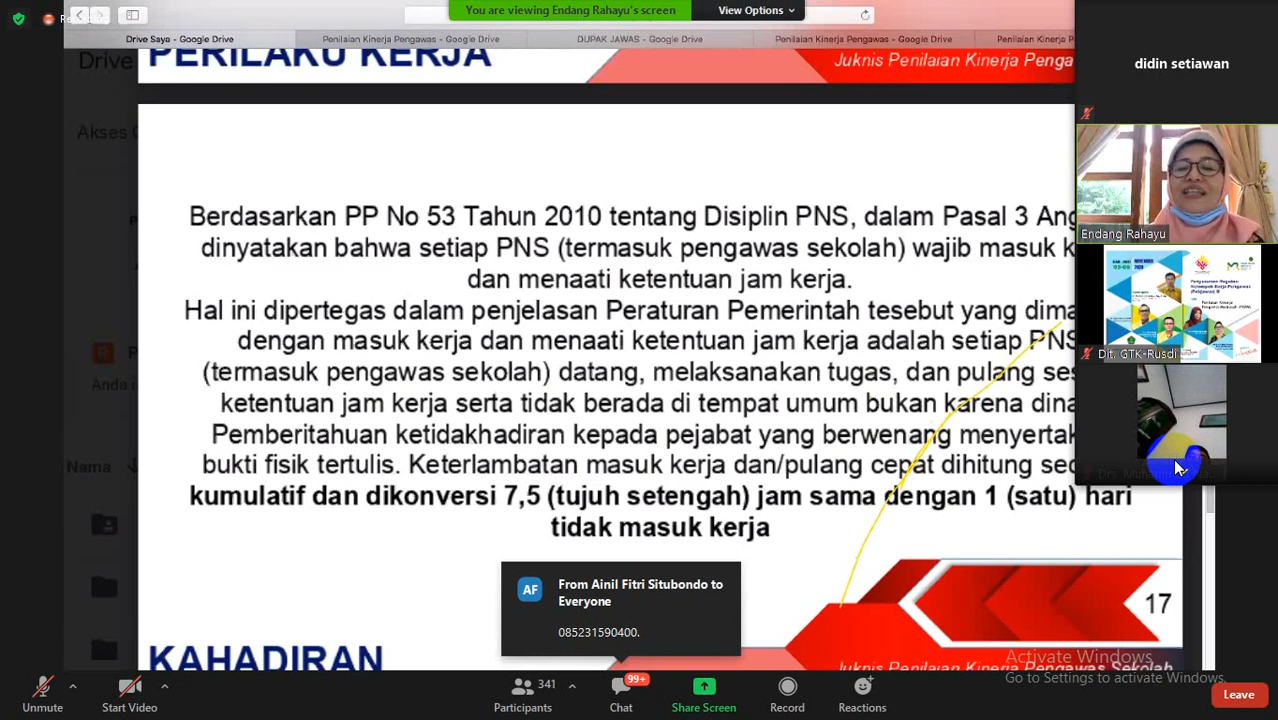 You are viewing Endang Rahayu's screen
View Options
Drive Saya - Google Drive
Penilaian Kinerja Pengawas - Google Drive
DUPAK JAWAS - Google Drive
Penilaian Kinerja Pengawas - Google Drive
Penilaian Kinerja P
Drive
PERILAKU KERJA
Juknis Penilaian Kinerja Penga
didin setiawan
Akses C
Berdasarkan PP No 53 Tahun 2010 tentang Disiplin PNS, dalam Pasal 3 Ang
dinyatakan bahwa setiap PNS (termasuk pengawas sekolah) wajib masuk k
dan menaati ketentuan jam kerja.
Hal ini dipertegas dalam penjelasan Peraturan Pemerintah tesebut yang dima
dengan masuk kerja dan menaati ketentuan jam kerja adalah setiap PNS
(termasuk pengawas sekolah) datang, melaksanakan tugas, dan pulang ses
ketentuan jam kerja serta tidak berada di tempat umum bukan karena dina
Pemberitahuan ketidakhadiran kepada pejabat yang berwenang menyertak
bukti fisik tertulis. Keterlambatan masuk kerja dan/pulang cepat dihitung sec
kumulatif dan dikonversi 7,5 (tujuh setengah) jam sama dengan 1 (satu) hari
tidak masuk kerja
Endang Rahayu
Dit. GTK-Rusdi
Anda
Nama
AF
From Ainil Fitri Situbondo to
Everyone
085231590400.
17
KAHADIRAN
Juknis Penilaian Kinerja Pengawas Sekolah
Activate Windows
Go to Settings to activate Windows.
Unmute
Start Video
341
Participants
99+
Chat
Share Screen
Record
Reactions
Leave